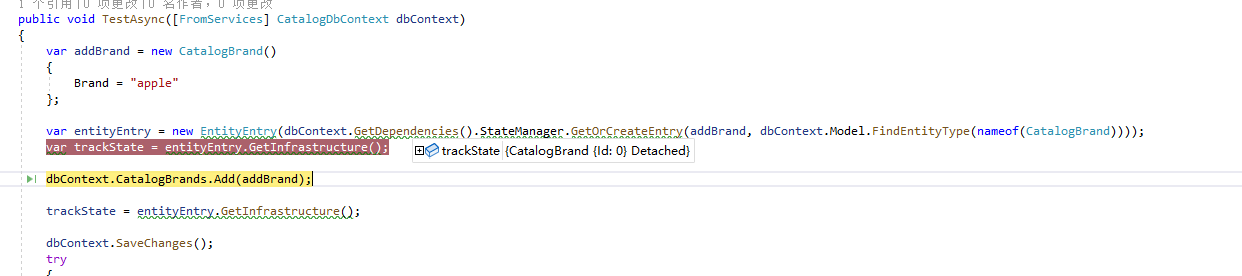 1 个引用|0 项更改|0 名作者，0 项更改
public void TestAsync([FromServices] CatalogDbContext dbContext)
{
var addBrand = new CatalogBrand()
{
Brand = "apple"
};
var entityEntry = new EntityEntry(dbContext.GetDependencies().StateManager.GetOrCreateEntry(addBrand, dbContext.Model.FindEntityType(nameof(CatalogBrand))));
var trackState = entityEntry.GetInfrastructure(); trackState {CatalogBrand {Id: 0} Detached}
dbContext.CatalogBrands.Add(addBrand);
trackState = entityEntry.GetInfrastructure();
dbContext.SaveChanges();
try
{